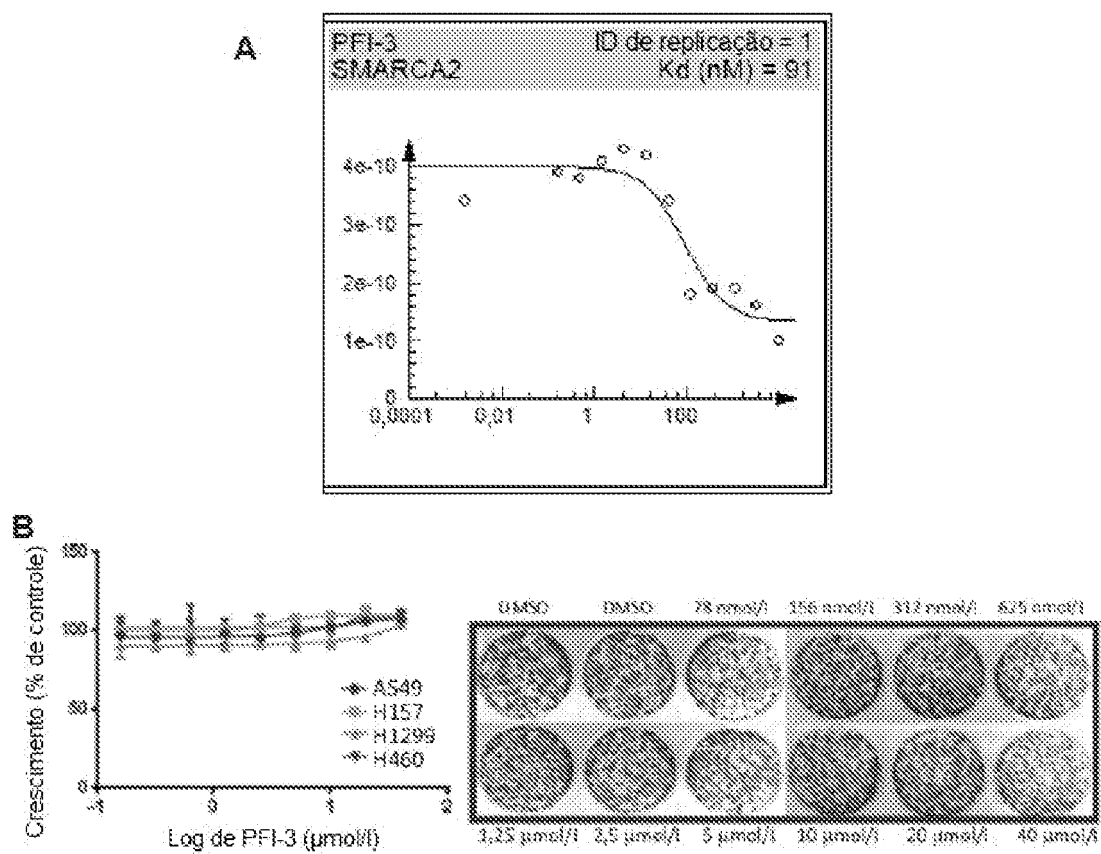 A
PFI-3
ID de replicação = 1
SMARCA2
Kd (nM) = 91
4e-10
3e-10
2e-10
1e-10
0
0,0001
0,01
1
100
B
Crescimento (% de controle)
150
100
50
0
-1
0
1
0
Log de PFI-3 (µmol/l)
A549
H157
H1299
H460
DMSO
DMSO
78 nmol/l
156 nmol/l
312 nmol/l
625 nmol/l
1,25 µmol/l
2,5 µmol/l
5 µmol/l
10 µmol/l
20 µmol/l
40 µmol/l